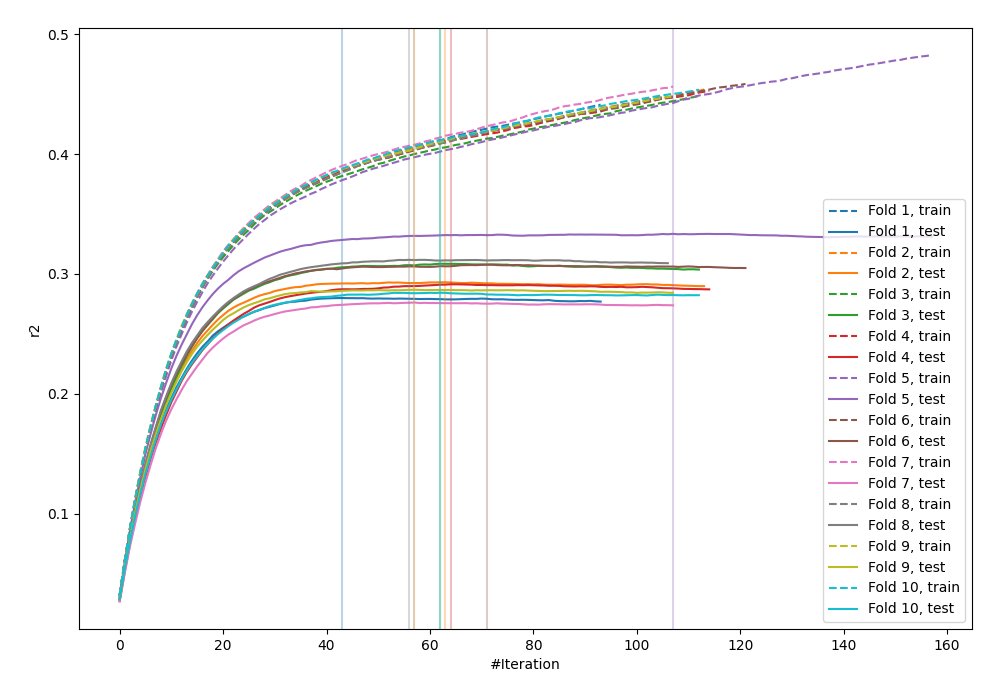 0.5
0.4
0.3
0.2
0.1
r2
0 20 40 60 80 100 120 140 160
#Iteration
Fold 1, train
Fold 1, test
Fold 2, train
Fold 2, test
Fold 3, train
Fold 3, test
Fold 4, train
Fold 4, test
Fold 5, train
Fold 5, test
Fold 6, train
Fold 6, test
Fold 7, train
Fold 7, test
Fold 8, train
Fold 8, test
Fold 9, train
Fold 9, test
Fold 10, train
Fold 10, test